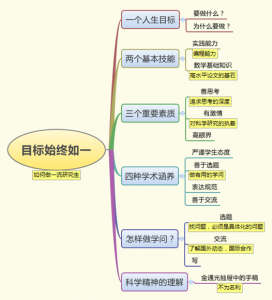 目标始终如一
如何做一流研究生
一个人生目标
要做什么？
为什么要做？
两个基本技能
实践能力
编程能力
数学基础知识
高水平论文的基石
三个重要素质
善思考
追求思考的深度
有激情
对科学研究的执着
高眼界
四种学术涵养
严谨学生态度
善于选题
做有用的学问
表达规范
善于交流
怎样做学问？
选题
找问题，必须是具体化的问题
交流
了解国外动态，国际合作
写
科学精神的理解
金通光抽屉中的手稿
不为名利